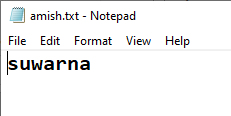 amish.txt - Notepad
File Edit Format View Help
suwarna